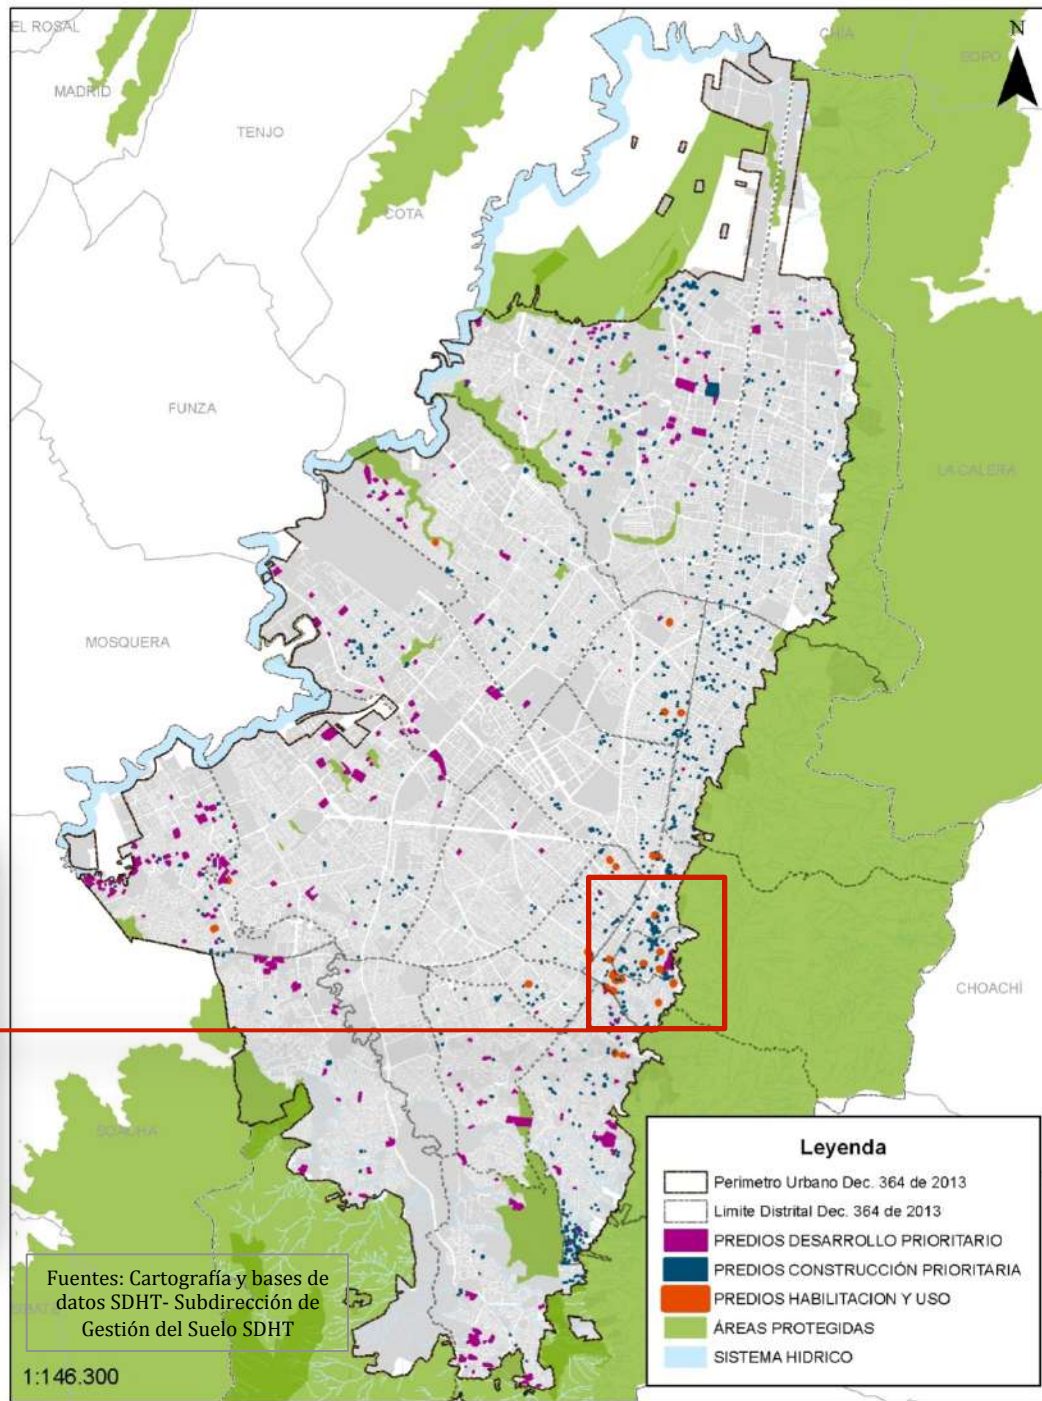 EL ROSAL
N
CHIA
SOPO
MADRID
TENJO
COTA
FUNZA
LA CALERA
MOSQUERA
CHOACHÍ
SOACHA
Leyenda
Perimetro Urbano Dec. 364 de 2013
Limite Distrital Dec. 364 de 2013
PREDIOS DESARROLLO PRIORITARIO
PREDIOS CONSTRUCCIÓN PRIORITARIA
PREDIOS HABILITACION Y USO
ÁREAS PROTEGIDAS
SISTEMA HIDRICO
Fuentes: Cartografía y bases de
datos SDHT- Subdirección de
Gestión del Suelo SDHT
1:146.300